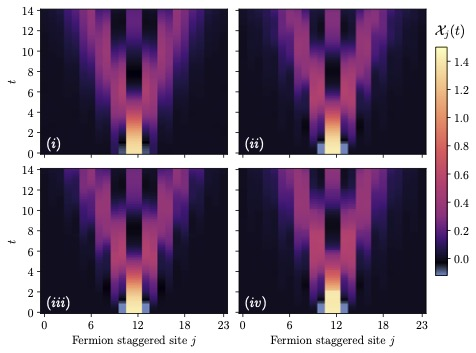 𝒳_j(t)
14
12
10
8
6
4
2
0
t
(i)
(ii)
1.4
1.2
1.0
0.8
0.6
0.4
0.2
0.0
14
12
10
8
6
4
2
0
t
(iii)
(iv)
0 6 12 18 23
0 6 12 18 23
Fermion staggered site j
Fermion staggered site j